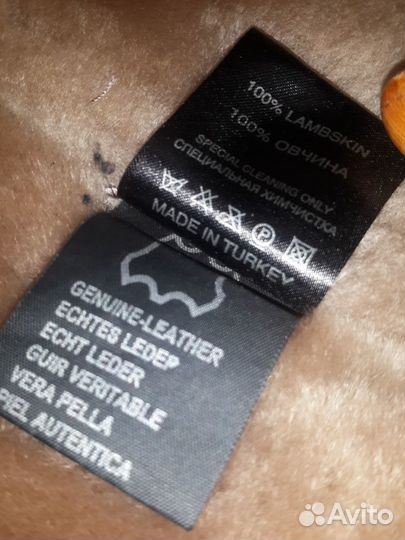 100% LAMBSKIN
100% ОВЧИНА
SPECIAL CLEANING ONLY
СПЕЦИАЛЬНАЯ ХИМЧИСТКА
P
MADE IN TURKEY
GENUINE-LEATHER
ECHTES LEDEP
ECHT LEDER
GUIR VERITABLE
VERA PELLA
PIEL AUTENTICA
Avito